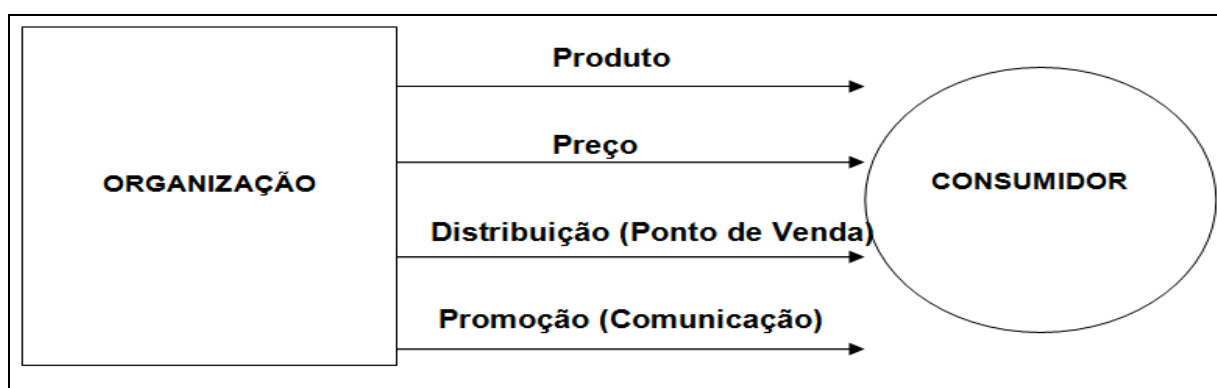 Produto
Preço
ORGANIZAÇÃO
CONSUMIDOR
Distribuição (Ponto de Venda)
Promoção (Comunicação)